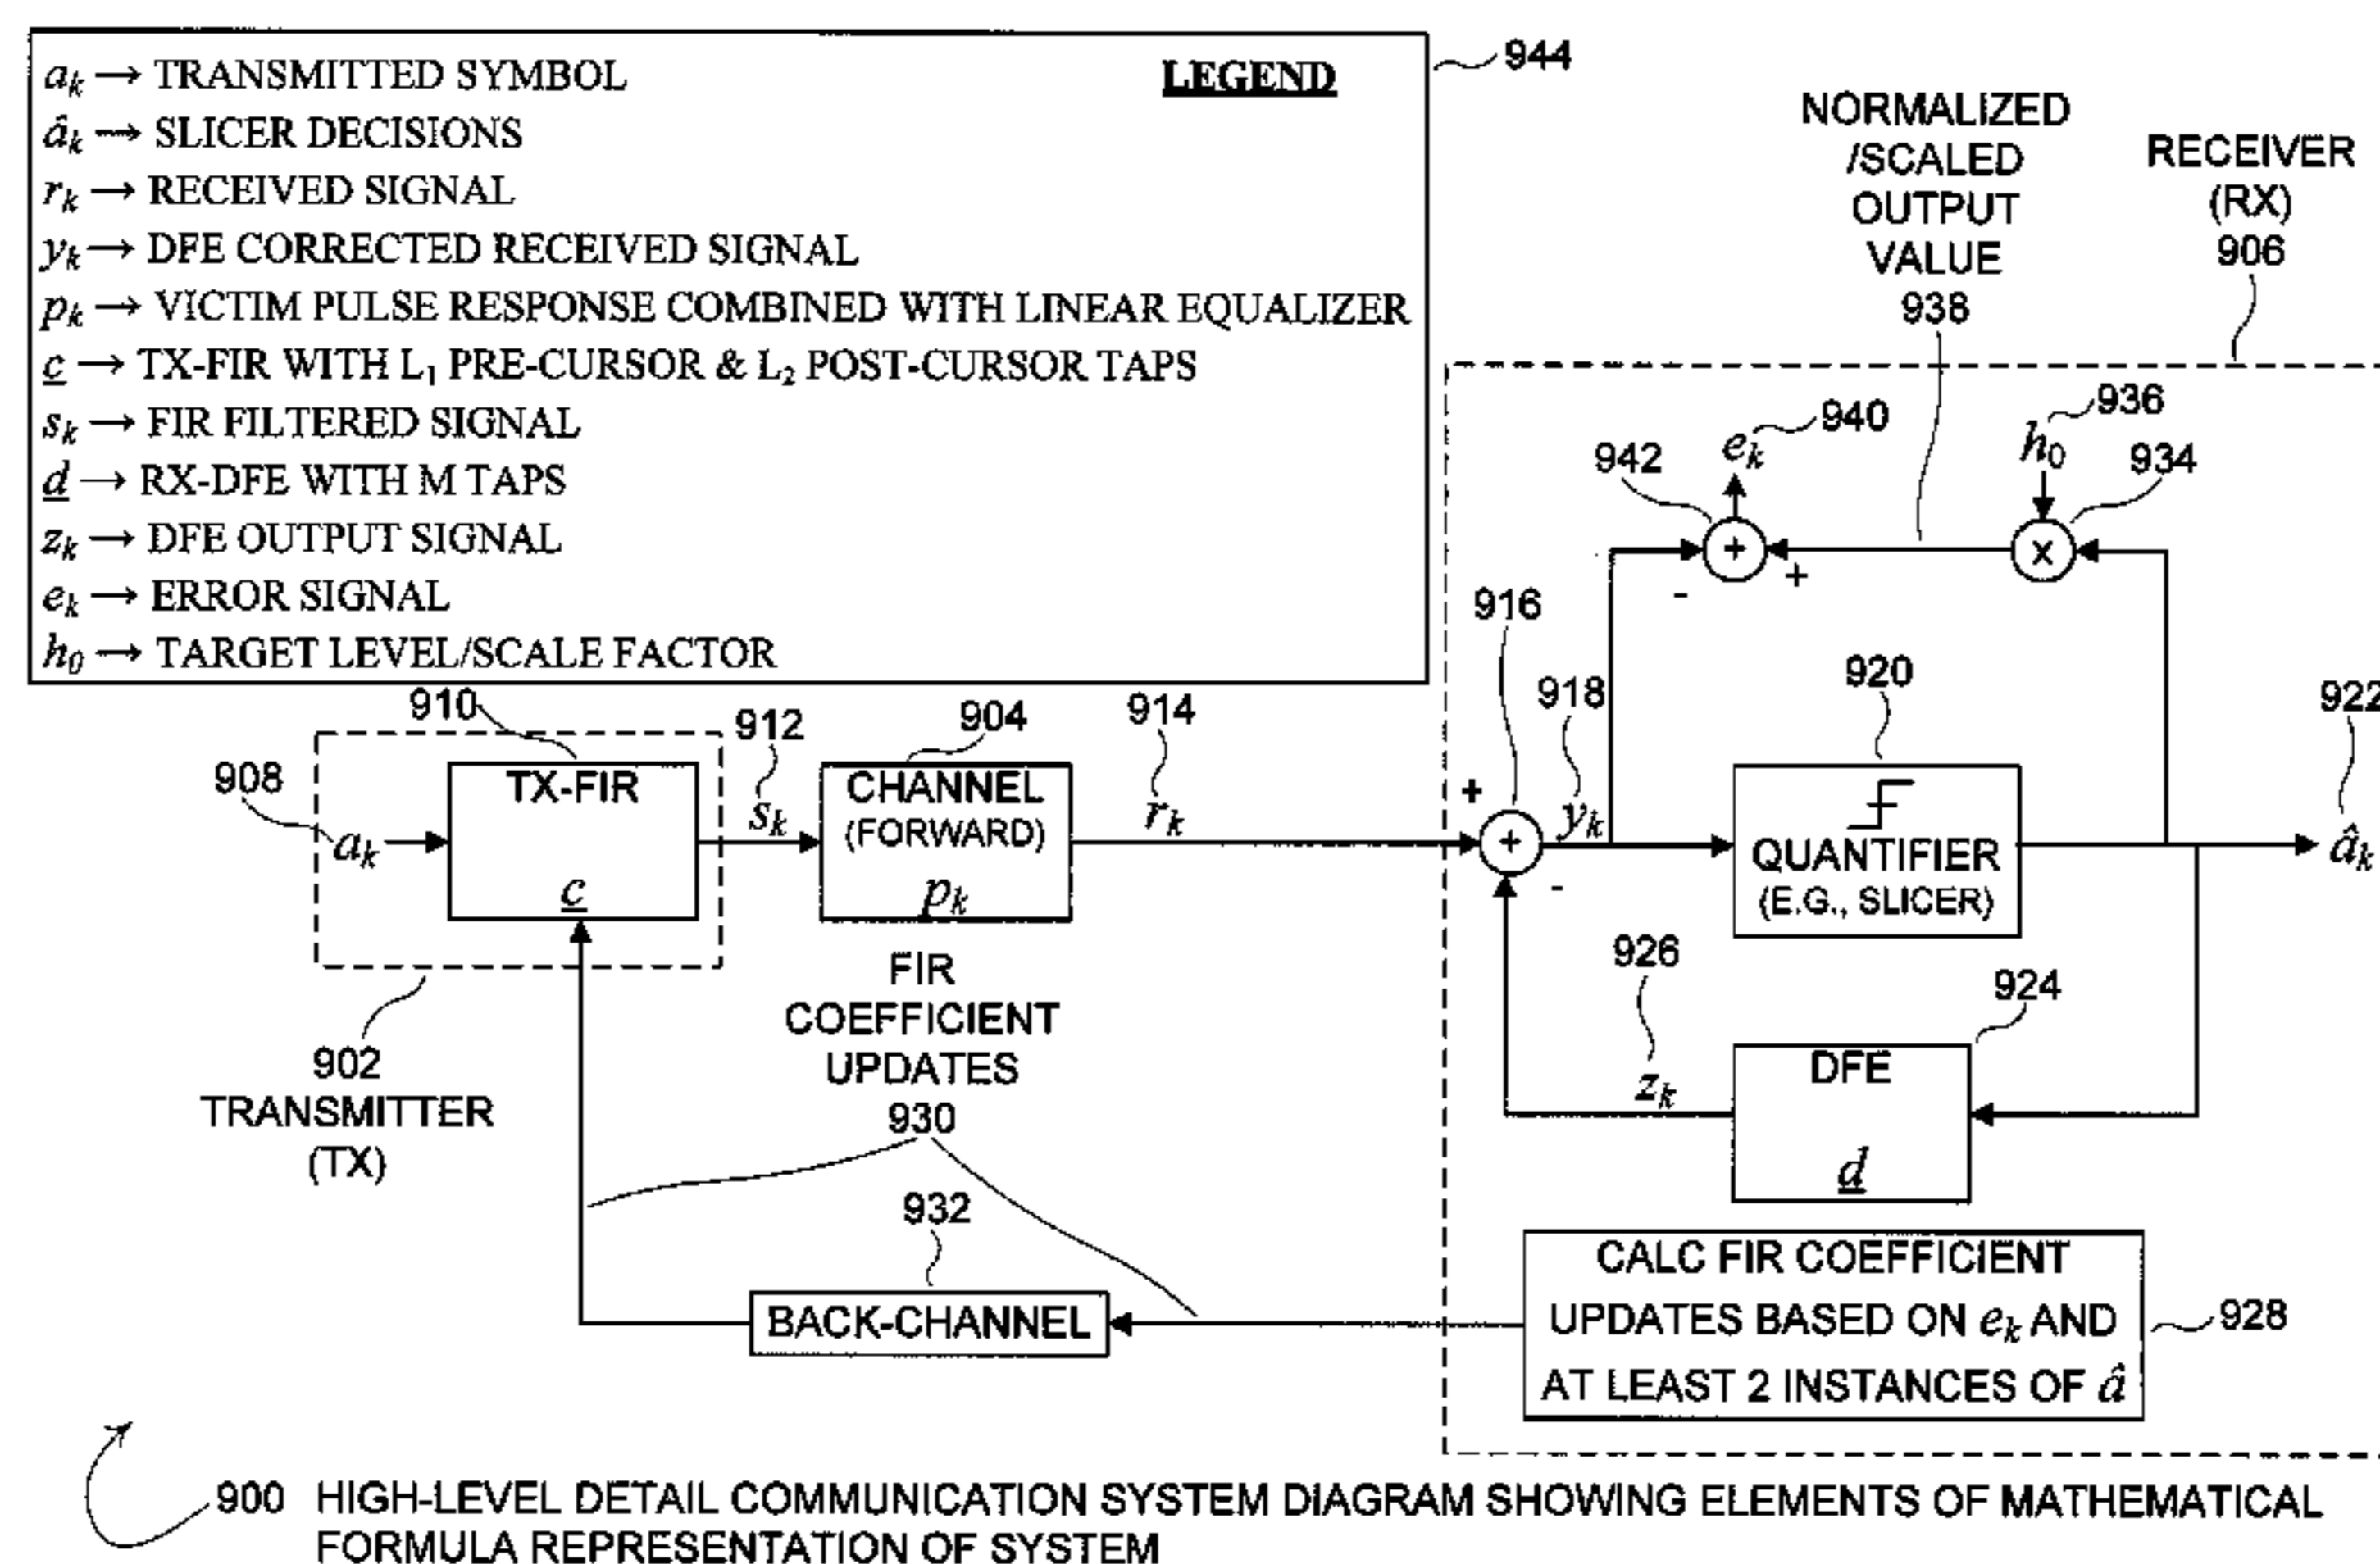 LEGEND
a_k → TRANSMITTED SYMBOL
â_k → SLICER DECISIONS
r_k → RECEIVED SIGNAL
y_k → DFE CORRECTED RECEIVED SIGNAL
p_k → VICTIM PULSE RESPONSE COMBINED WITH LINEAR EQUALIZER
c → TX-FIR WITH L₁ PRE-CURSOR & L₂ POST-CURSOR TAPS
s_k → FIR FILTERED SIGNAL
d → RX-DFE WITH M TAPS
z_k → DFE OUTPUT SIGNAL
e_k → ERROR SIGNAL
h₀ → TARGET LEVEL/SCALE FACTOR
944
NORMALIZED
/SCALED
OUTPUT
VALUE
938
RECEIVER
(RX)
906
942
e_k
940
h₀
936
934
+
x
-
+
916
918
920
922
910
912
904
914
908
a_k
TX-FIR
c
s_k
CHANNEL
(FORWARD)
p_k
r_k
+
+
-
y_k
QUANTIFIER
(E.G., SLICER)
â_k
926
924
z_k
DFE
d
902
TRANSMITTER
(TX)
FIR
COEFFICIENT
UPDATES
930
932
BACK-CHANNEL
CALC FIR COEFFICIENT
UPDATES BASED ON e_k AND
AT LEAST 2 INSTANCES OF â
928
900 HIGH-LEVEL DETAIL COMMUNICATION SYSTEM DIAGRAM SHOWING ELEMENTS OF MATHEMATICAL
FORMULA REPRESENTATION OF SYSTEM